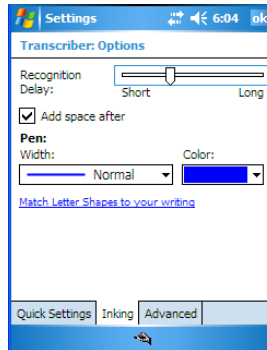 Settings 6:04 ok
Transcriber: Options
Recognition
Delay:
Short Long
Add space after
Pen:
Width: Color:
Normal
Match Letter Shapes to your writing
Quick Settings Inking Advanced